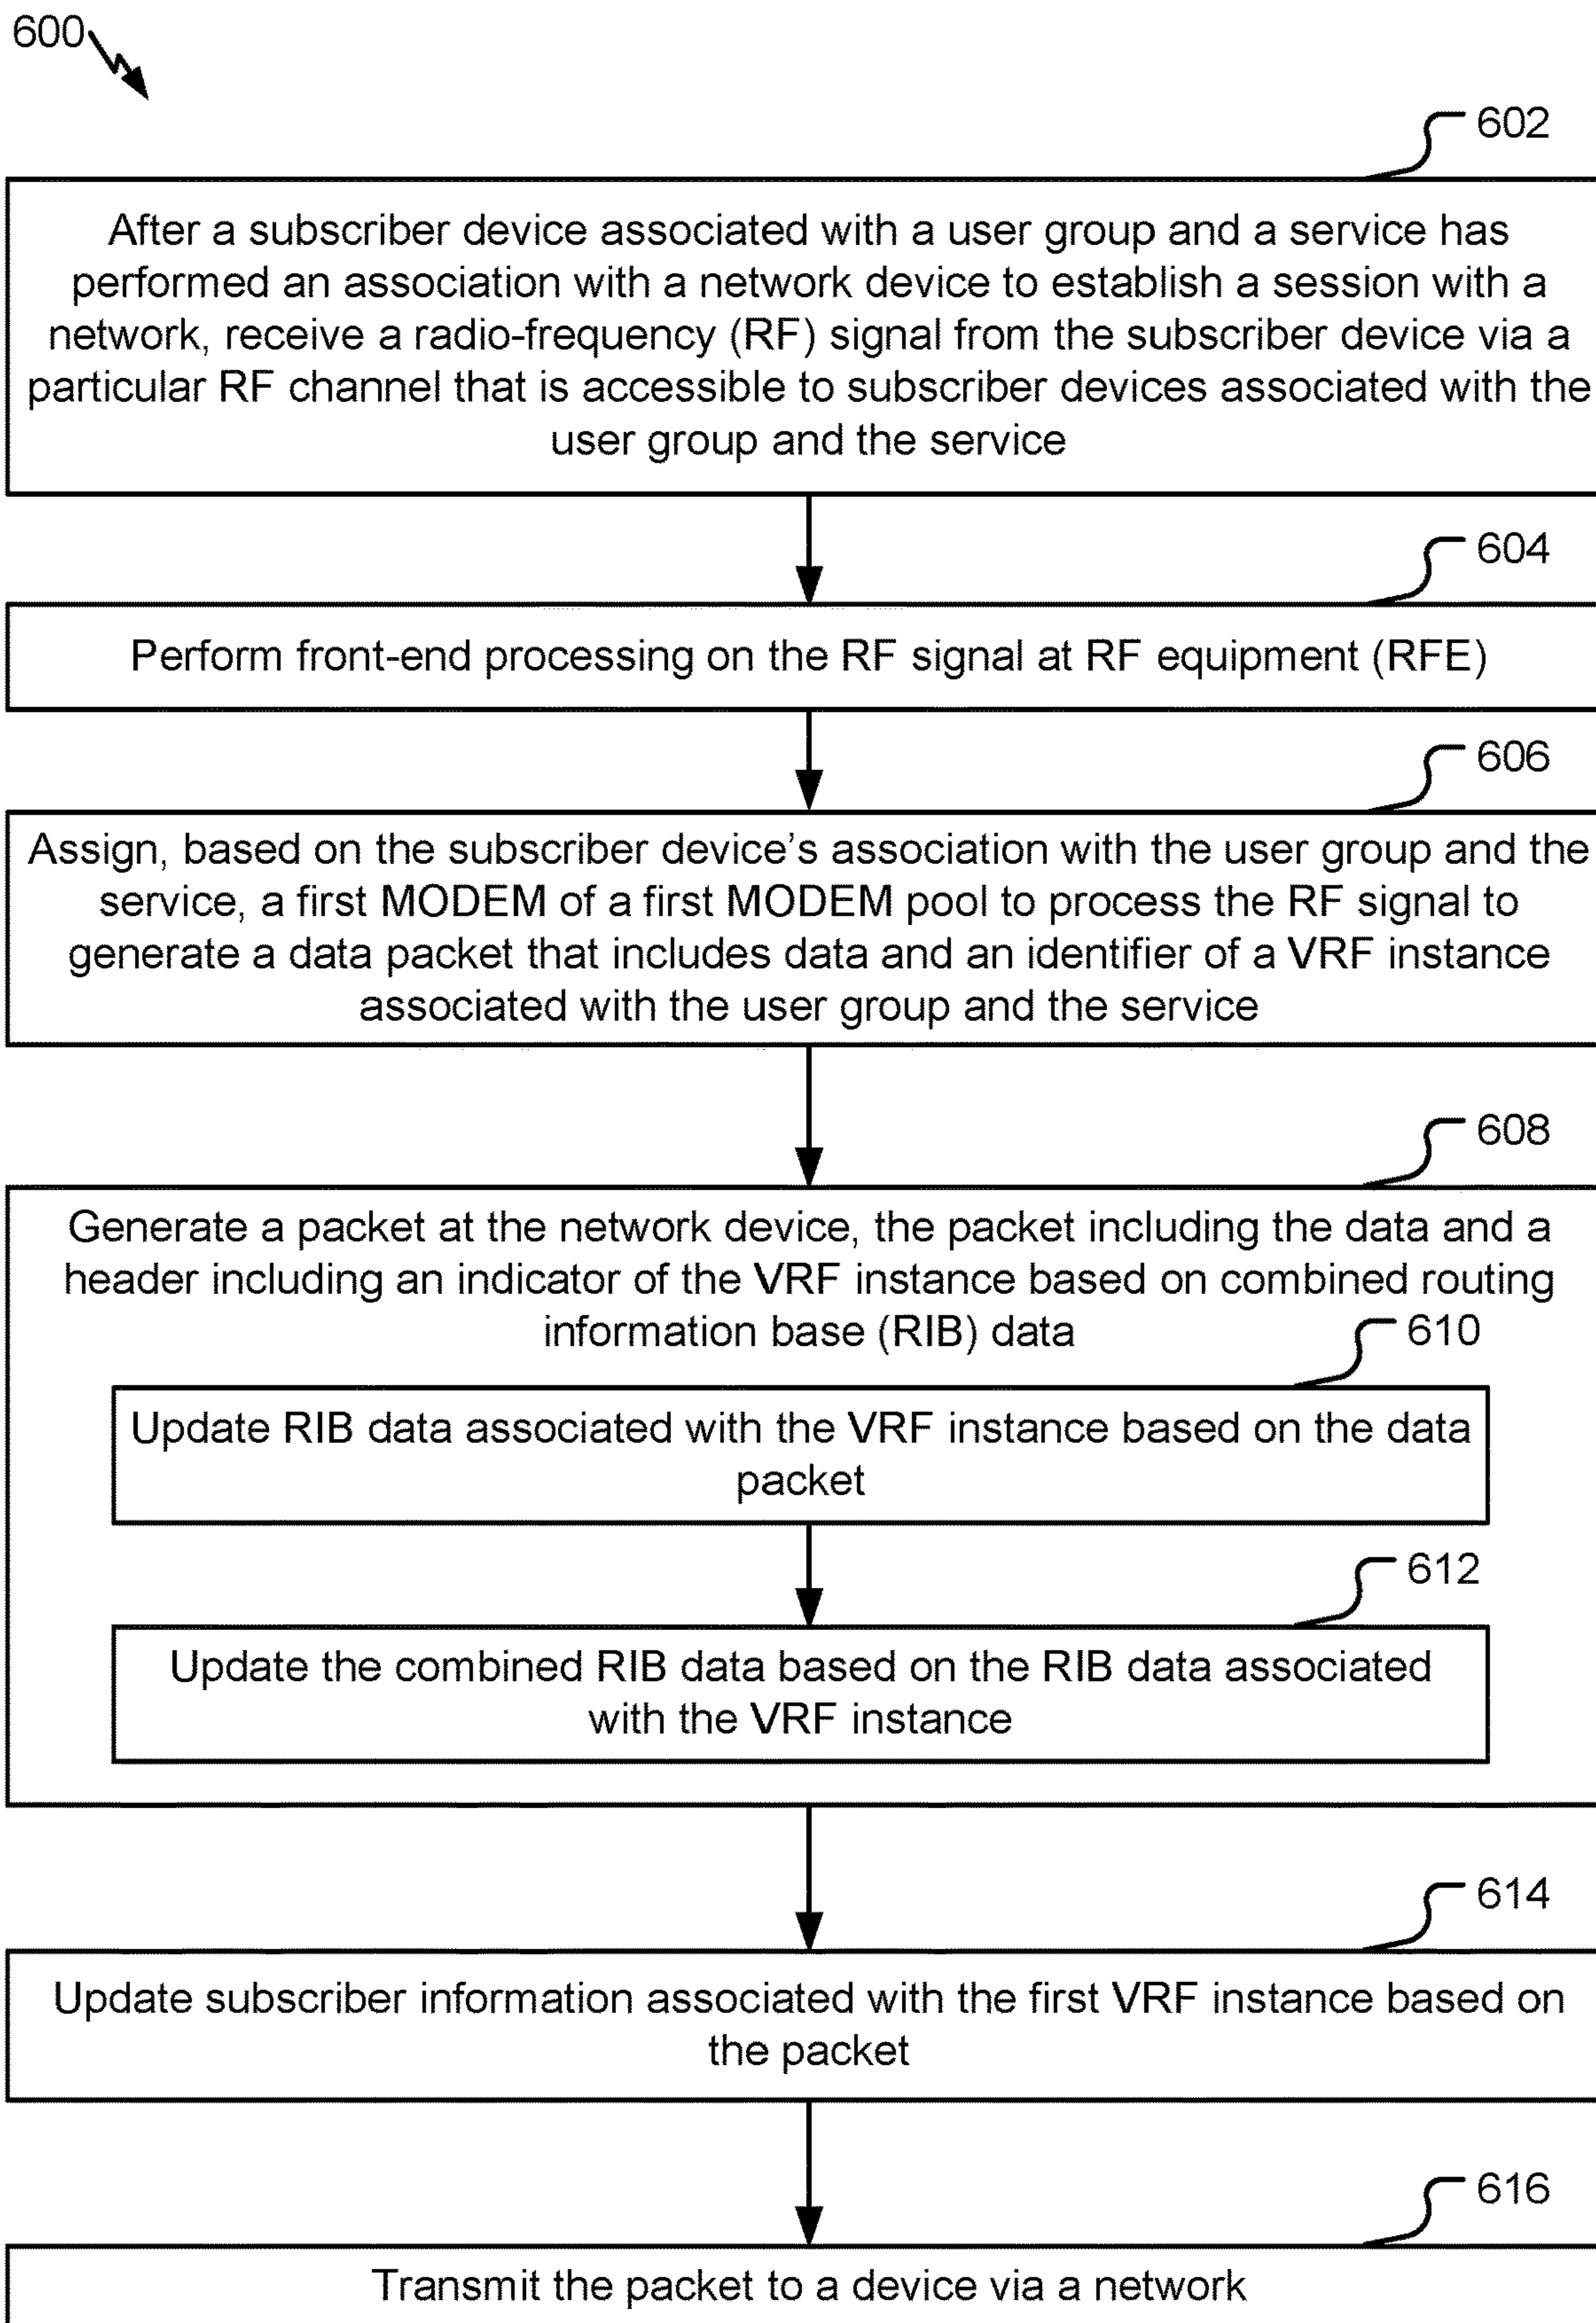 600
602
After a subscriber device associated with a user group and a service has
performed an association with a network device to establish a session with a
network, receive a radio-frequency (RF) signal from the subscriber device via a
particular RF channel that is accessible to subscriber devices associated with the
user group and the service
604
Perform front-end processing on the RF signal at RF equipment (RFE)
606
Assign, based on the subscriber device’s association with the user group and the
service, a first MODEM of a first MODEM pool to process the RF signal to
generate a data packet that includes data and an identifier of a VRF instance
associated with the user group and the service
608
Generate a packet at the network device, the packet including the data and a
header including an indicator of the VRF instance based on combined routing
information base (RIB) data
610
Update RIB data associated with the VRF instance based on the data
packet
612
Update the combined RIB data based on the RIB data associated
with the VRF instance
614
Update subscriber information associated with the first VRF instance based on
the packet
616
Transmit the packet to a device via a network